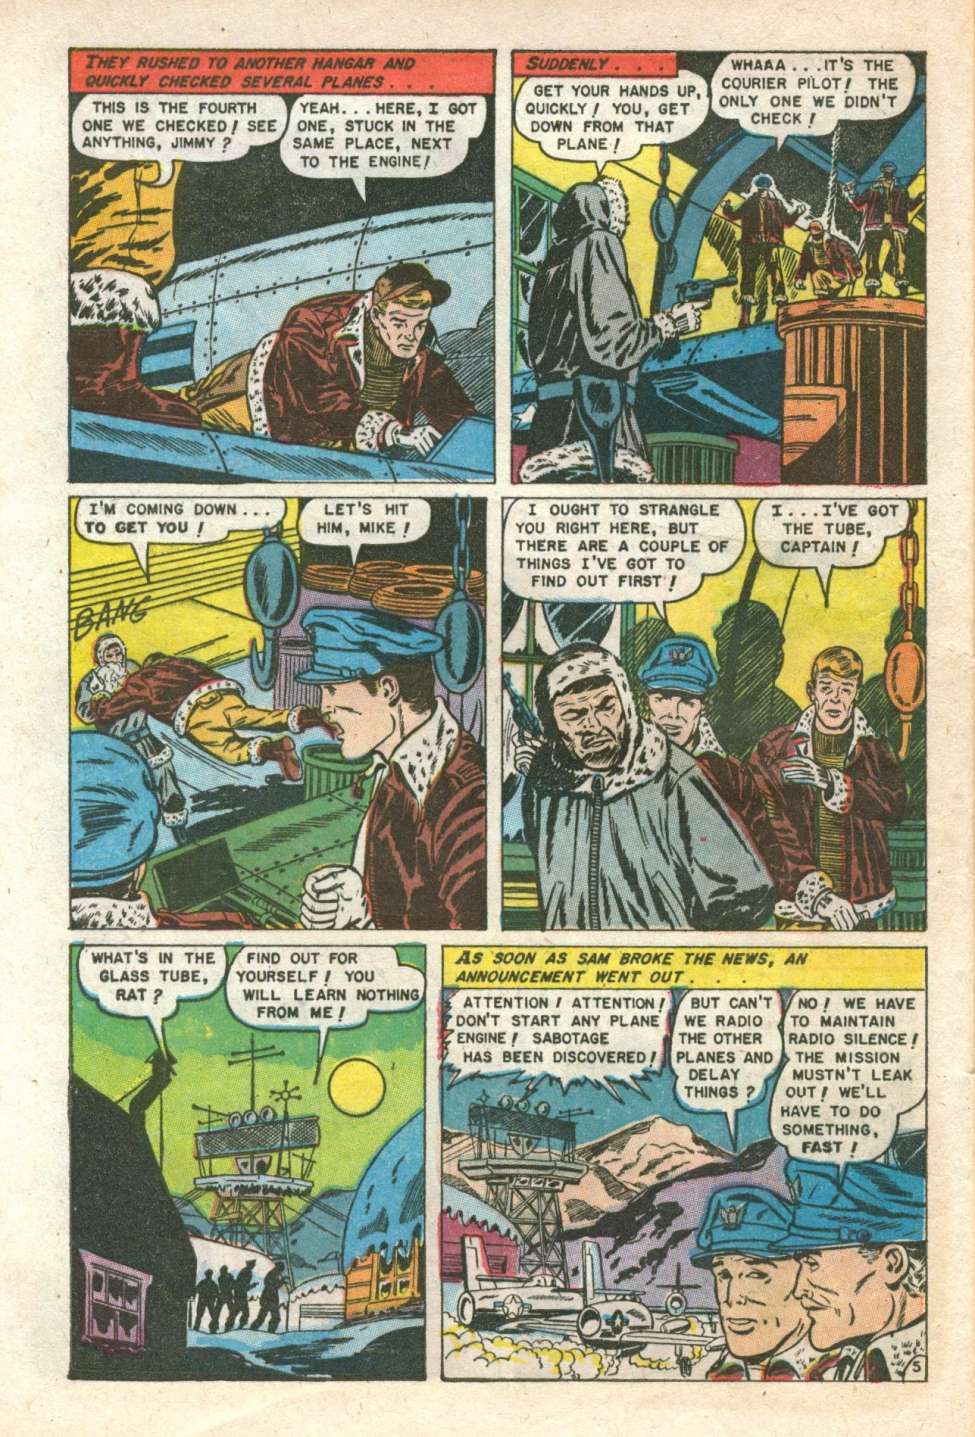 THEY RUSHED TO ANOTHER HANGAR AND
QUICKLY CHECKED SEVERAL PLANES . . .
THIS IS THE FOURTH
ONE WE CHECKED! SEE
ANYTHING, JIMMY?
YEAH...HERE, I GOT
ONE, STUCK IN THE
SAME PLACE, NEXT
TO THE ENGINE!
SUDDENLY . . .
GET YOUR HANDS UP,
QUICKLY! YOU, GET
DOWN FROM THAT
PLANE!
WHAAA...IT'S THE
COURIER PILOT! THE
ONLY ONE WE DIDN'T
CHECK!
I'M COMING DOWN...
TO GET YOU!
BANG
LET'S HIT
HIM, MIKE!
I OUGHT TO STRANGLE
YOU RIGHT HERE, BUT
THERE ARE A COUPLE OF
THINGS I'VE GOT TO
FIND OUT FIRST!
I...I'VE GOT
THE TUBE,
CAPTAIN!
WHAT'S IN THE
GLASS TUBE,
RAT?
FIND OUT FOR
YOURSELF! YOU
WILL LEARN NOTHING
FROM ME!
AS SOON AS SAM BROKE THE NEWS, AN
ANNOUNCEMENT WENT OUT . . .
ATTENTION! ATTENTION!
DON'T START ANY PLANE
ENGINE! SABOTAGE
HAS BEEN DISCOVERED!
BUT CAN'T
WE RADIO
THE OTHER
PLANES AND
DELAY
THINGS?
NO! WE HAVE
TO MAINTAIN
RADIO SILENCE!
THE MISSION
MUSTN'T LEAK
OUT! WE'LL
HAVE TO DO
SOMETHING,
FAST!
5